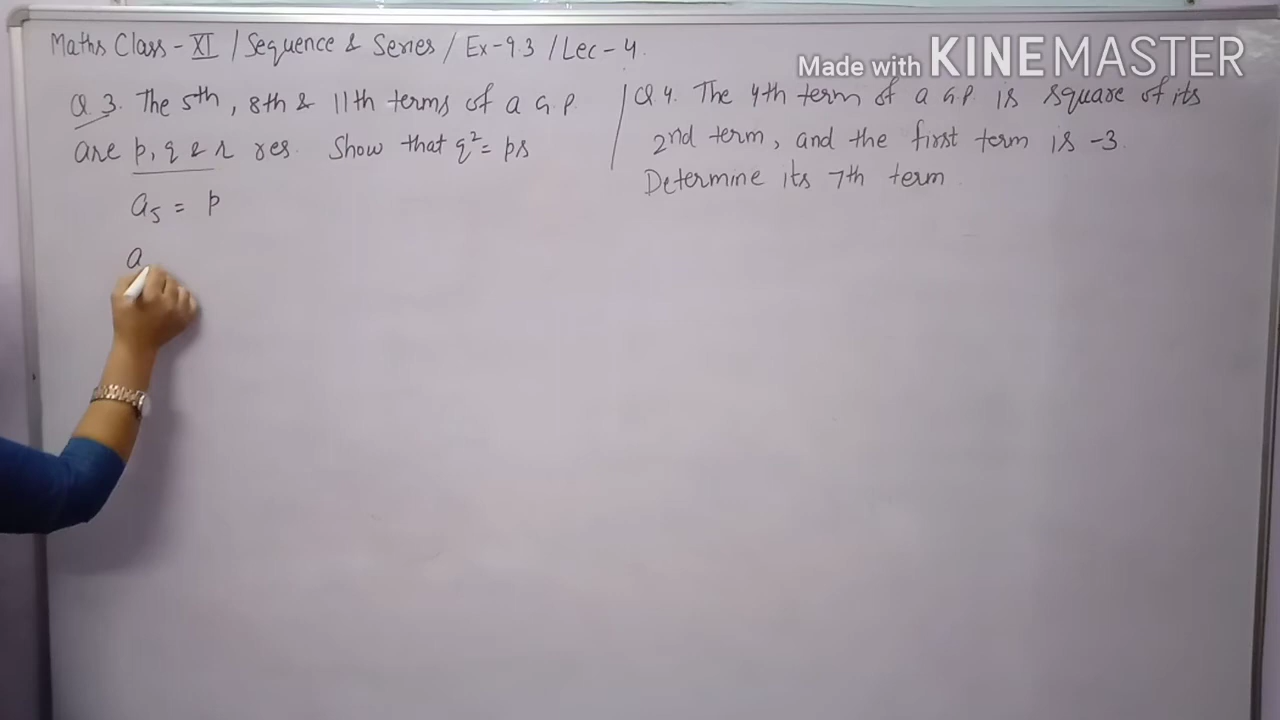 Maths Class - XI / Sequence & Series / Ex-9.3 / Lec-4.
Made with KINEMASTER
Q.3. The 5th, 8th & 11th terms of a G.P.
are p, q & s res. Show that q² = ps
a₅ = p
a
Q.4. The 4th term of a G.P. is square of its
2nd term, and the first term is -3.
Determine its 7th term